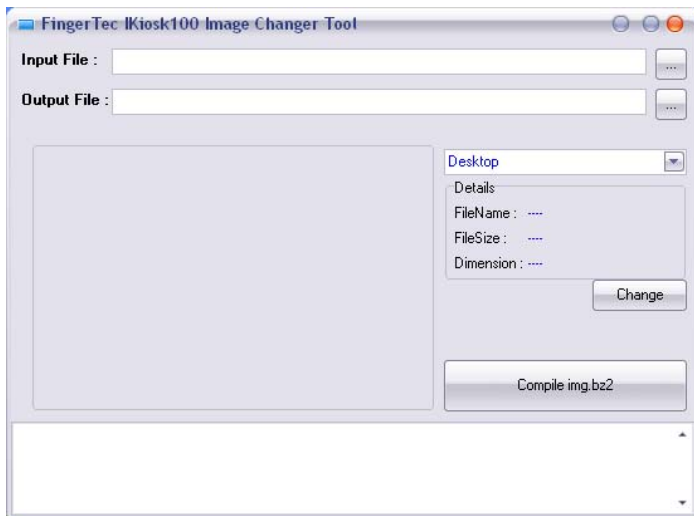 FingerTec IKiosk100 Image Changer Tool
Input File :
...
Output File :
...
Desktop
Details
FileName : ----
FileSize : ----
Dimension : ----
Change
Compile img.bz2